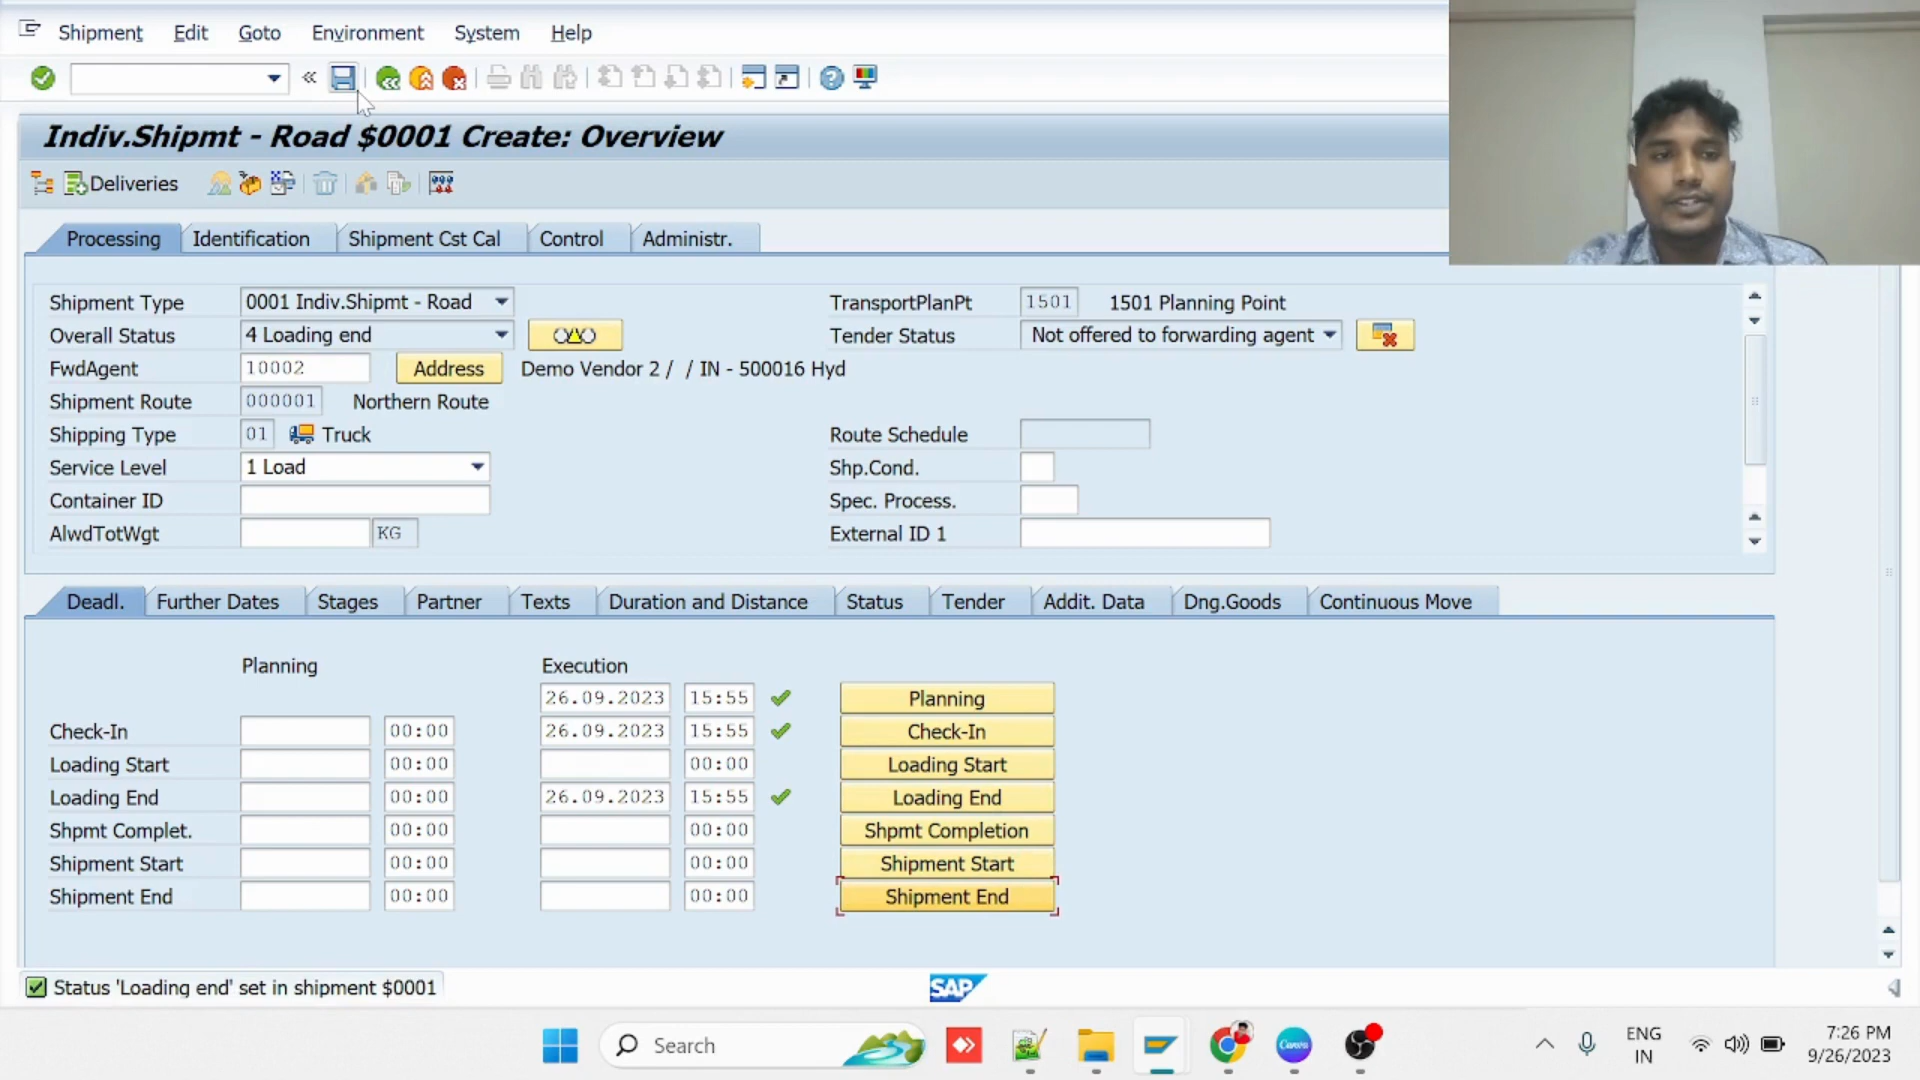 Shipment Edit Goto Environment System Help
«
Indiv.Shipmt - Road $0001 Create: Overview
Deliveries
Processing Identification Shipment Cst Cal Control Administr.
Shipment Type 0001 Indiv.Shipmt - Road TransportPlanPt 1501 1501 Planning Point
Overall Status 4 Loading end Tender Status Not offered to forwarding agent
FwdAgent 10002 Address Demo Vendor 2 / / IN - 500016 Hyd
Shipment Route 000001 Northern Route
Shipping Type 01 Truck Route Schedule
Service Level 1 Load Shp.Cond.
Container ID Spec. Process.
AlwdTotWgt KG External ID 1
Deadl. Further Dates Stages Partner Texts Duration and Distance Status Tender Addit. Data Dng.Goods Continuous Move
Planning Execution
26.09.2023 15:55 Planning
Check-In 00:00 26.09.2023 15:55 Check-In
Loading Start 00:00 00:00 Loading Start
Loading End 00:00 26.09.2023 15:55 Loading End
Shpmt Complet. 00:00 00:00 Shpmt Completion
Shipment Start 00:00 00:00 Shipment Start
Shipment End 00:00 00:00 Shipment End
Status 'Loading end' set in shipment $0001 SAP
Search Canva ENG IN 7:26 PM
9/26/2023